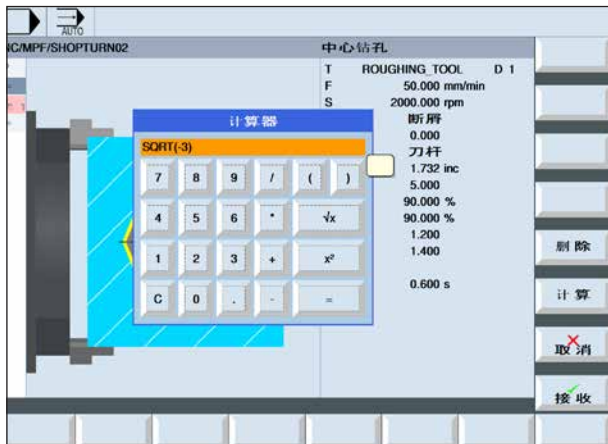 AUTO
NC/MPF/SHOPTURN02
中心钻孔
T ROUGHING_TOOL D 1
F 50.000 mm/min
S 2000.000 rpm
断屑
0.000
刀杆
1.732 inc
5.000
90.000 %
90.000 %
1.200
1.400
0.600 s
计算器
SQRT(-3)
7 8 9 / ( )
4 5 6 * √x
1 2 3 + x²
C 0 . - =
删除
计算
取消
接收